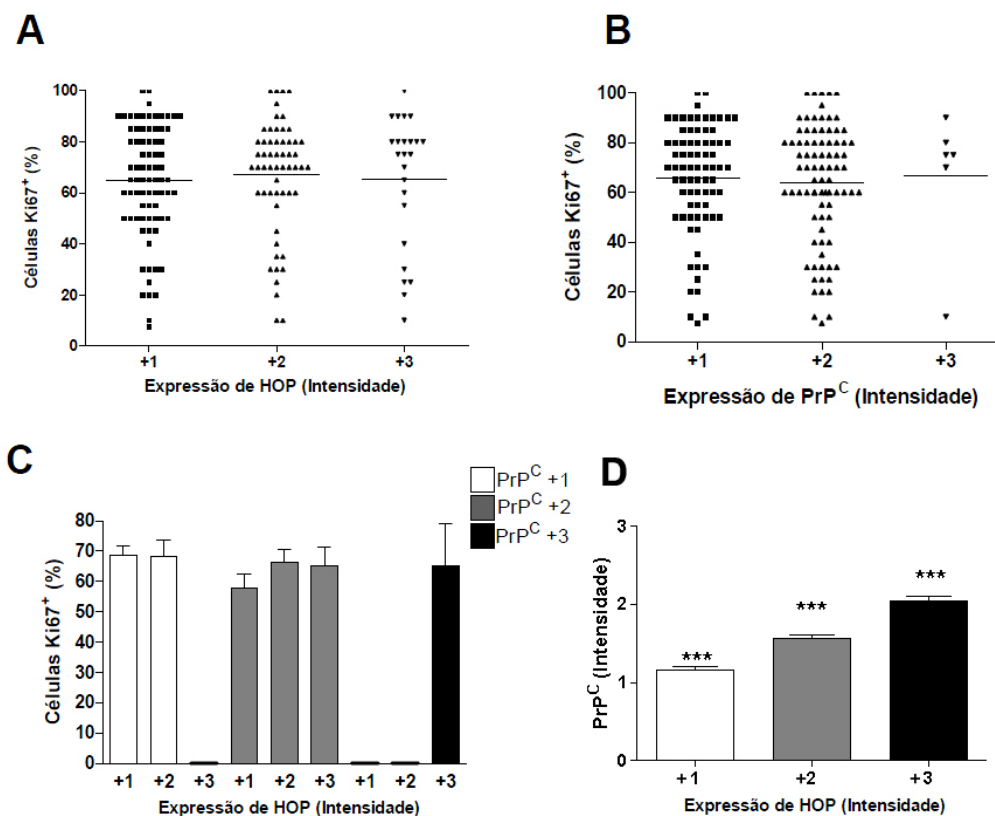 A
Células Ki67⁺ (%)
100
80
60
40
20
0
+1 +2 +3
Expressão de HOP (Intensidade)
B
Células Ki67⁺ (%)
100
80
60
40
20
0
+1 +2 +3
Expressão de PrPᶜ (Intensidade)
C
PrPᶜ +1
PrPᶜ +2
PrPᶜ +3
Células Ki67⁺ (%)
80
70
60
50
40
30
20
10
0
+1 +2 +3 +1 +2 +3 +1 +2 +3
Expressão de HOP (Intensidade)
D
PrPᶜ (Intensidade)
3
2
1
0
*** *** ***
+1 +2 +3
Expressão de HOP (Intensidade)